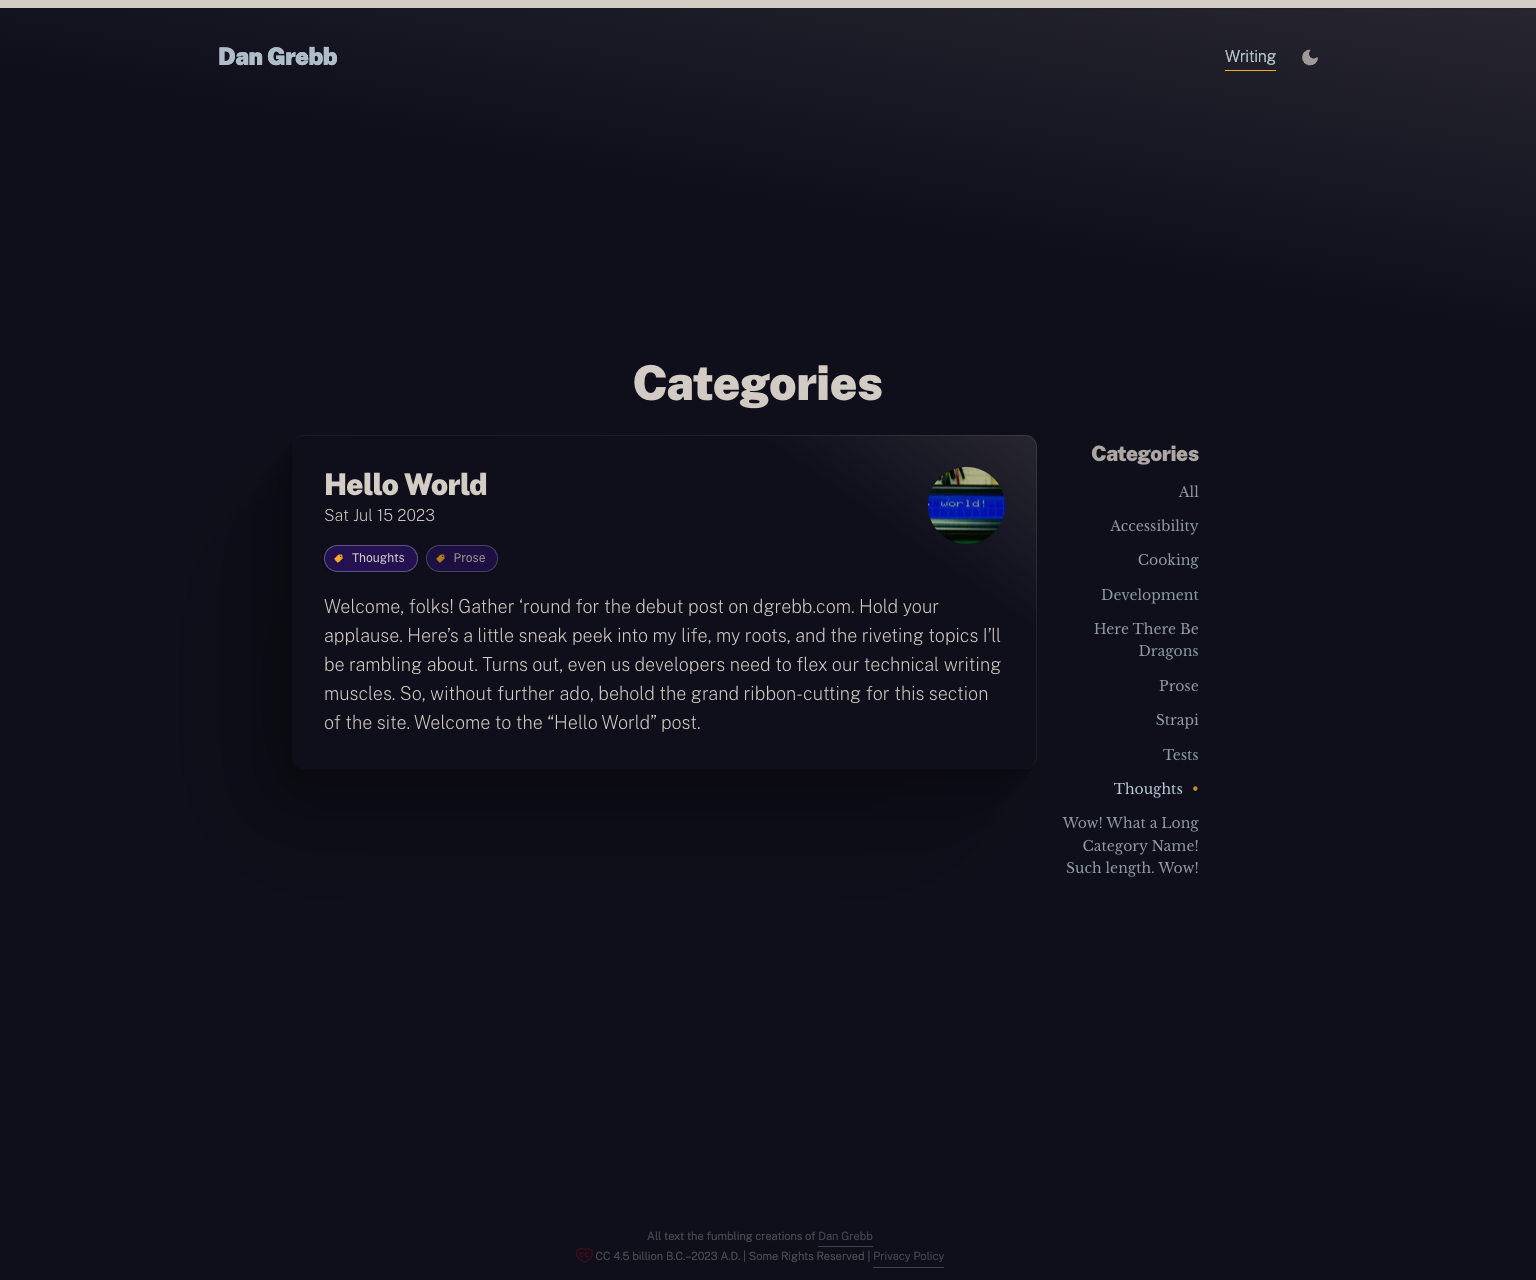 Dan Grebb
Writing
Categories
Hello World
Sat Jul 15 2023
world!
Thoughts
Prose
Welcome, folks! Gather ‘round for the debut post on dgrebb.com. Hold your
applause. Here’s a little sneak peek into my life, my roots, and the riveting topics I’ll
be rambling about. Turns out, even us developers need to flex our technical writing
muscles. So, without further ado, behold the grand ribbon-cutting for this section
of the site. Welcome to the “Hello World” post.
Categories
All
Accessibility
Cooking
Development
Here There Be
Dragons
Prose
Strapi
Tests
Thoughts •
Wow! What a Long
Category Name!
Such length. Wow!
All text the fumbling creations of Dan Grebb
CC 4.5 billion B.C.–2023 A.D. | Some Rights Reserved | Privacy Policy